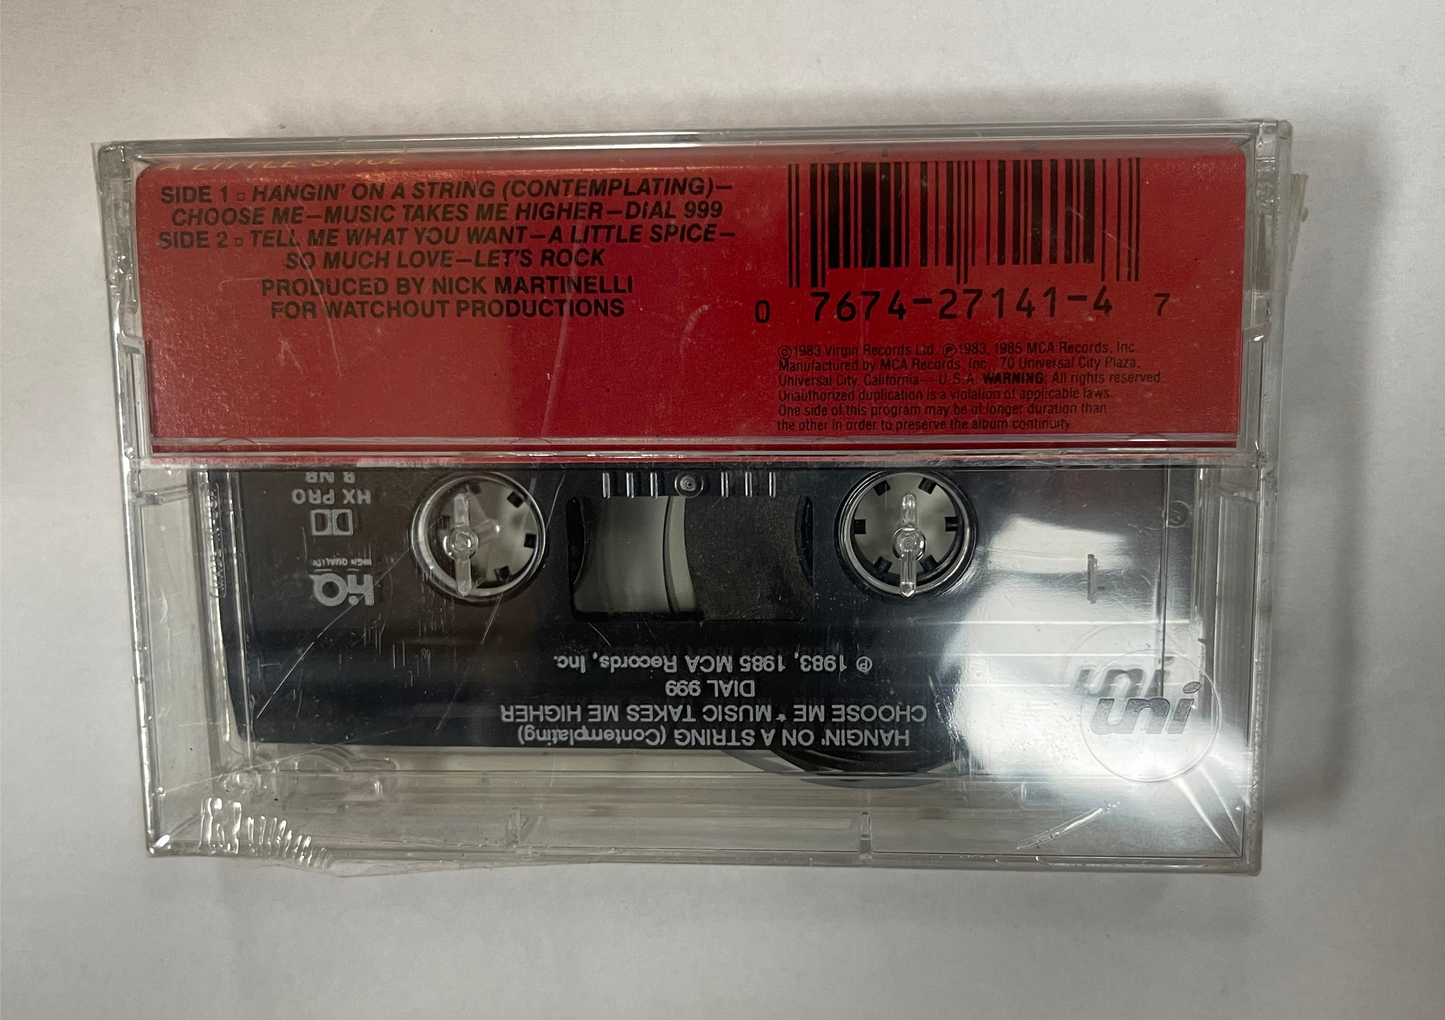 A LITTLE SPICE
SIDE 1 ▫ HANGIN' ON A STRING (CONTEMPLATING)—
CHOOSE ME—MUSIC TAKES ME HIGHER—DIAL 999
SIDE 2 ▫ TELL ME WHAT YOU WANT—A LITTLE SPICE—
SO MUCH LOVE—LET'S ROCK
PRODUCED BY NICK MARTINELLI
FOR WATCHOUT PRODUCTIONS
0 7674-27141-4 7
©1983 Virgin Records Ltd. ℗1983, 1985 MCA Records, Inc.
Manufactured by MCA Records, Inc., 70 Universal City Plaza,
Universal City, California—U.S.A. WARNING: All rights reserved.
Unauthorized duplication is a violation of applicable laws.
One side of this program may be of longer duration than
the other in order to preserve the album continuity.
HANGIN' ON A STRING (Contemplating)
CHOOSE ME * MUSIC TAKES ME HIGHER
DIAL 999
℗ 1983, 1985 MCA Records, Inc.
HQ
HIGH QUALITY
HX PRO
B NR
uni
uni